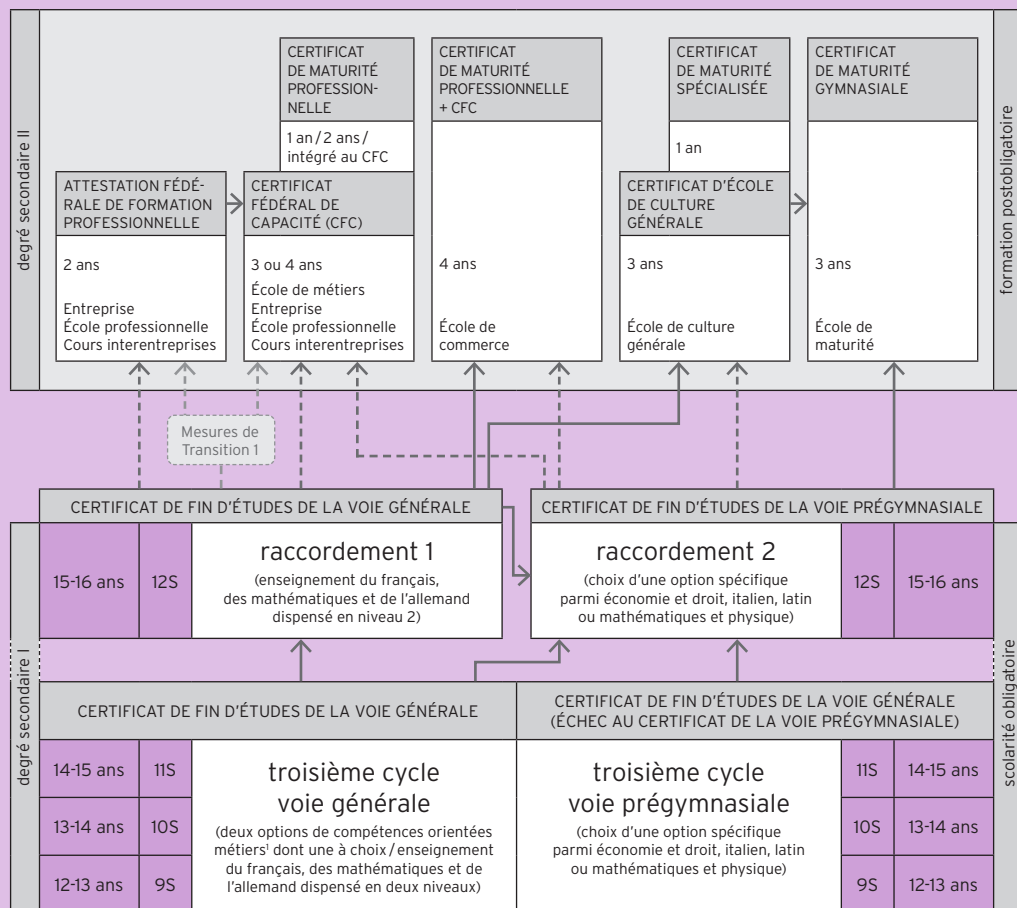 degré secondaire II
formation postobligatoire
CERTIFICAT
DE MATURITÉ
PROFESSION-
NELLE
1 an / 2 ans /
intégré au CFC
CERTIFICAT
DE MATURITÉ
PROFESSIONNELLE
+ CFC
CERTIFICAT
DE MATURITÉ
SPÉCIALISÉE
1 an
CERTIFICAT
DE MATURITÉ
GYMNASIALE
ATTESTATION FÉDÉ-
RALE DE FORMATION
PROFESSIONNELLE
2 ans
Entreprise
École professionnelle
Cours interentreprises
CERTIFICAT
FÉDÉRAL DE
CAPACITÉ (CFC)
3 ou 4 ans
École de métiers
Entreprise
École professionnelle
Cours interentreprises
4 ans
École de
commerce
CERTIFICAT D'ÉCOLE
DE CULTURE
GÉNÉRALE
3 ans
École de culture
générale
3 ans
École de
maturité
Mesures de
Transition 1
degré secondaire I
scolarité obligatoire
CERTIFICAT DE FIN D'ÉTUDES DE LA VOIE GÉNÉRALE
15-16 ans
12S
raccordement 1
(enseignement du français,
des mathématiques et de l'allemand
dispensé en niveau 2)
CERTIFICAT DE FIN D'ÉTUDES DE LA VOIE PRÉGYMNASIALE
raccordement 2
(choix d'une option spécifique
parmi économie et droit, italien, latin
ou mathématiques et physique)
12S
15-16 ans
CERTIFICAT DE FIN D'ÉTUDES DE LA VOIE GÉNÉRALE
14-15 ans
11S
13-14 ans
10S
12-13 ans
9S
troisième cycle
voie générale
(deux options de compétences orientées
métiers¹ dont une à choix / enseignement
du français, des mathématiques et de
l'allemand dispensé en deux niveaux)
CERTIFICAT DE FIN D'ÉTUDES DE LA VOIE GÉNÉRALE
(ÉCHEC AU CERTIFICAT DE LA VOIE PRÉGYMNASIALE)
troisième cycle
voie prégymnasiale
(choix d'une option spécifique
parmi économie et droit, italien, latin
ou mathématiques et physique)
11S
14-15 ans
10S
13-14 ans
9S
12-13 ans